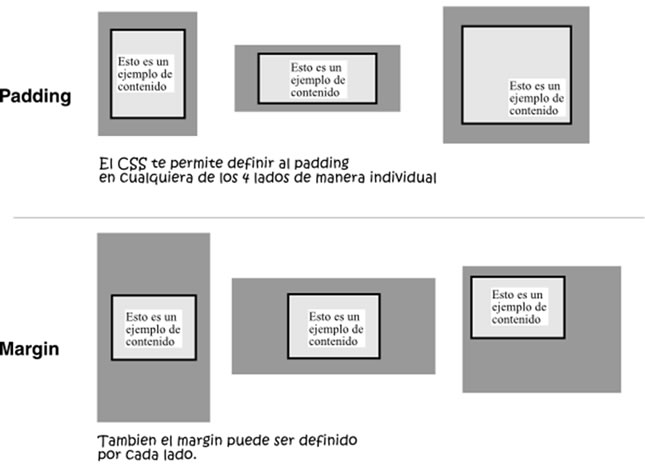 Padding
Esto es un
ejemplo de
contenido
Esto es un
ejemplo de
contenido
Esto es un
ejemplo de
contenido
El CSS te permite definir al padding
en cualquiera de los 4 lados de manera individual
Margin
Esto es un
ejemplo de
contenido
Esto es un
ejemplo de
contenido
Esto es un
ejemplo de
contenido
Tambien el margin puede ser definido
por cada lado.